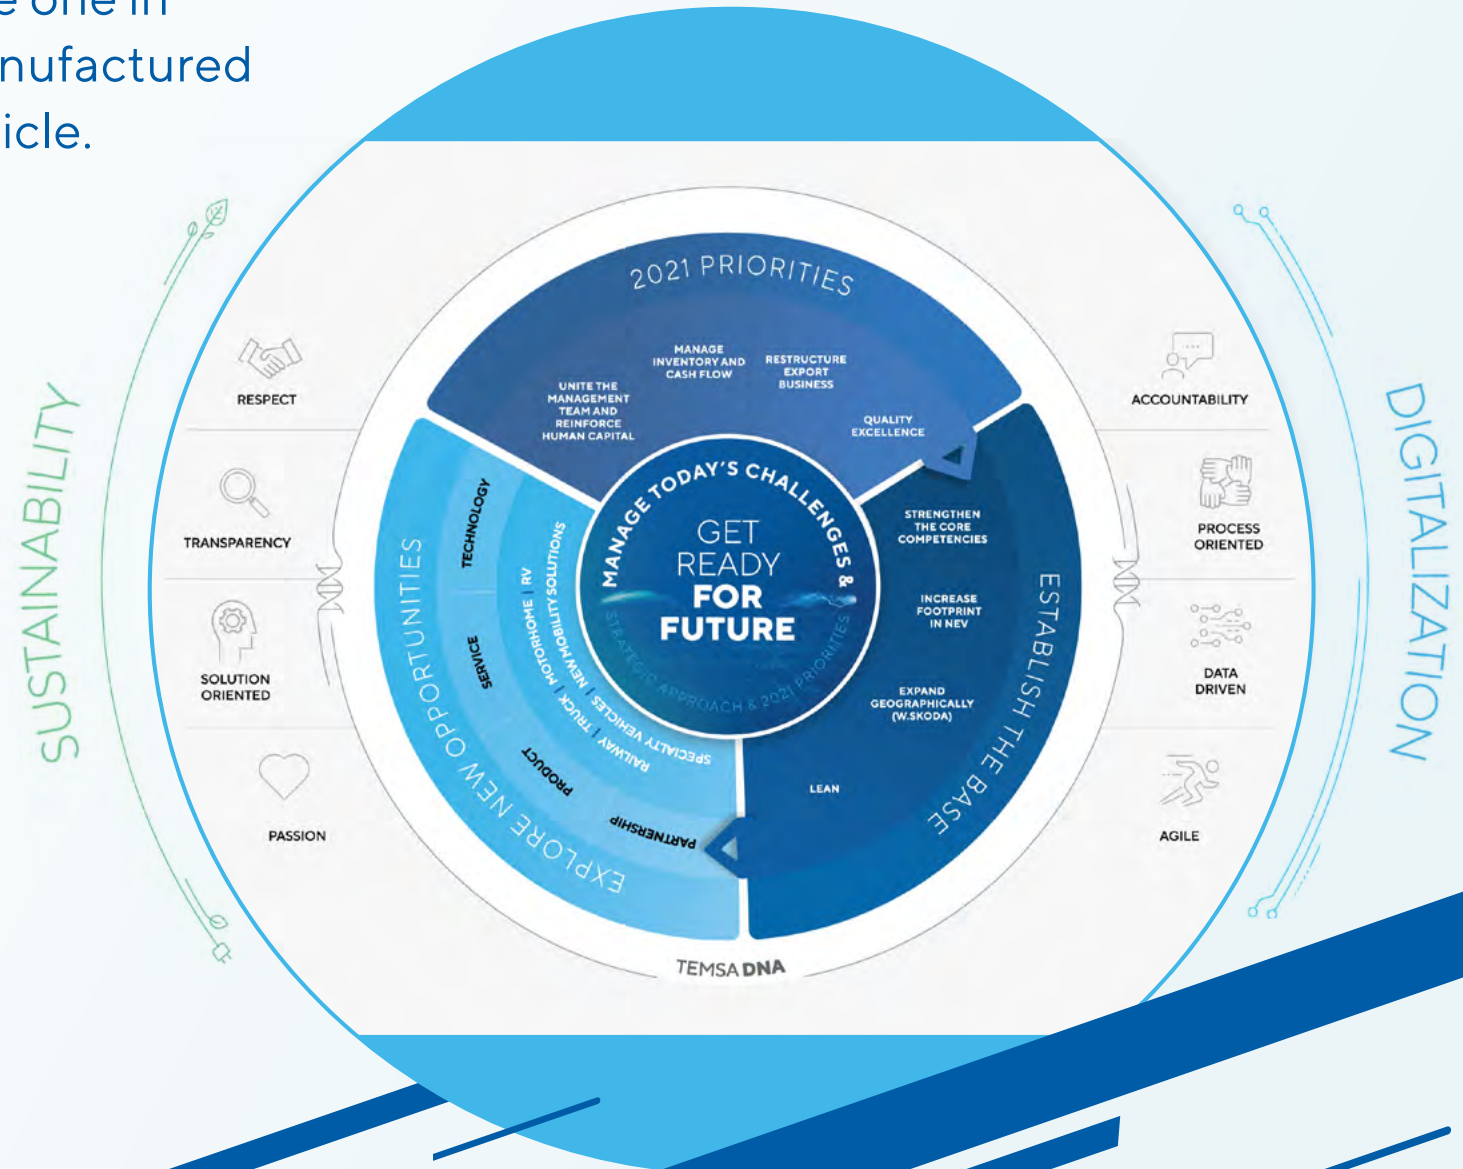 e one in
nufactured
icle.
SUSTAINABILITY
RESPECT
TRANSPARENCY
SOLUTION
ORIENTED
PASSION
2021 PRIORITIES
UNITE THE
MANAGEMENT
TEAM AND
REINFORCE
HUMAN CAPITAL
MANAGE
INVENTORY AND
CASH FLOW
RESTRUCTURE
EXPORT
BUSINESS
QUALITY
EXCELLENCE
MANAGE TODAY'S CHALLENGES &
GET
READY
FOR
FUTURE
STRATEGIC APPROACH & 2021 PRIORITIES
ESTABLISH THE BASE
STRENGTHEN
THE CORE
COMPETENCIES
INCREASE
FOOTPRINT
IN NEV
EXPAND
GEOGRAPHICALLY
(W.SKODA)
LEAN
EXPLORE NEW OPPORTUNITIES
TECHNOLOGY
SERVICE
PRODUCT
PARTNERSHIP
RAILWAY | TRUCK | MOTORHOME | RV
SPECIALTY VEHICLES | NEW MOBILITY SOLUTIONS
TEMSA DNA
ACCOUNTABILITY
PROCESS
ORIENTED
DATA
DRIVEN
AGILE
DIGITALIZATION